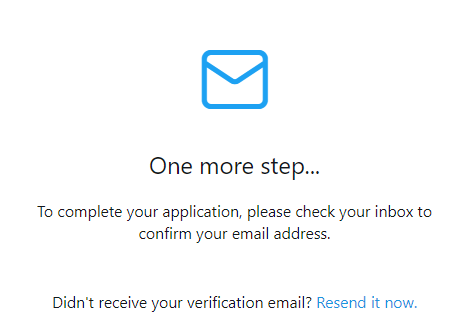 One more step...
To complete your application, please check your inbox to
confirm your email address.
Didn't receive your verification email? Resend it now.